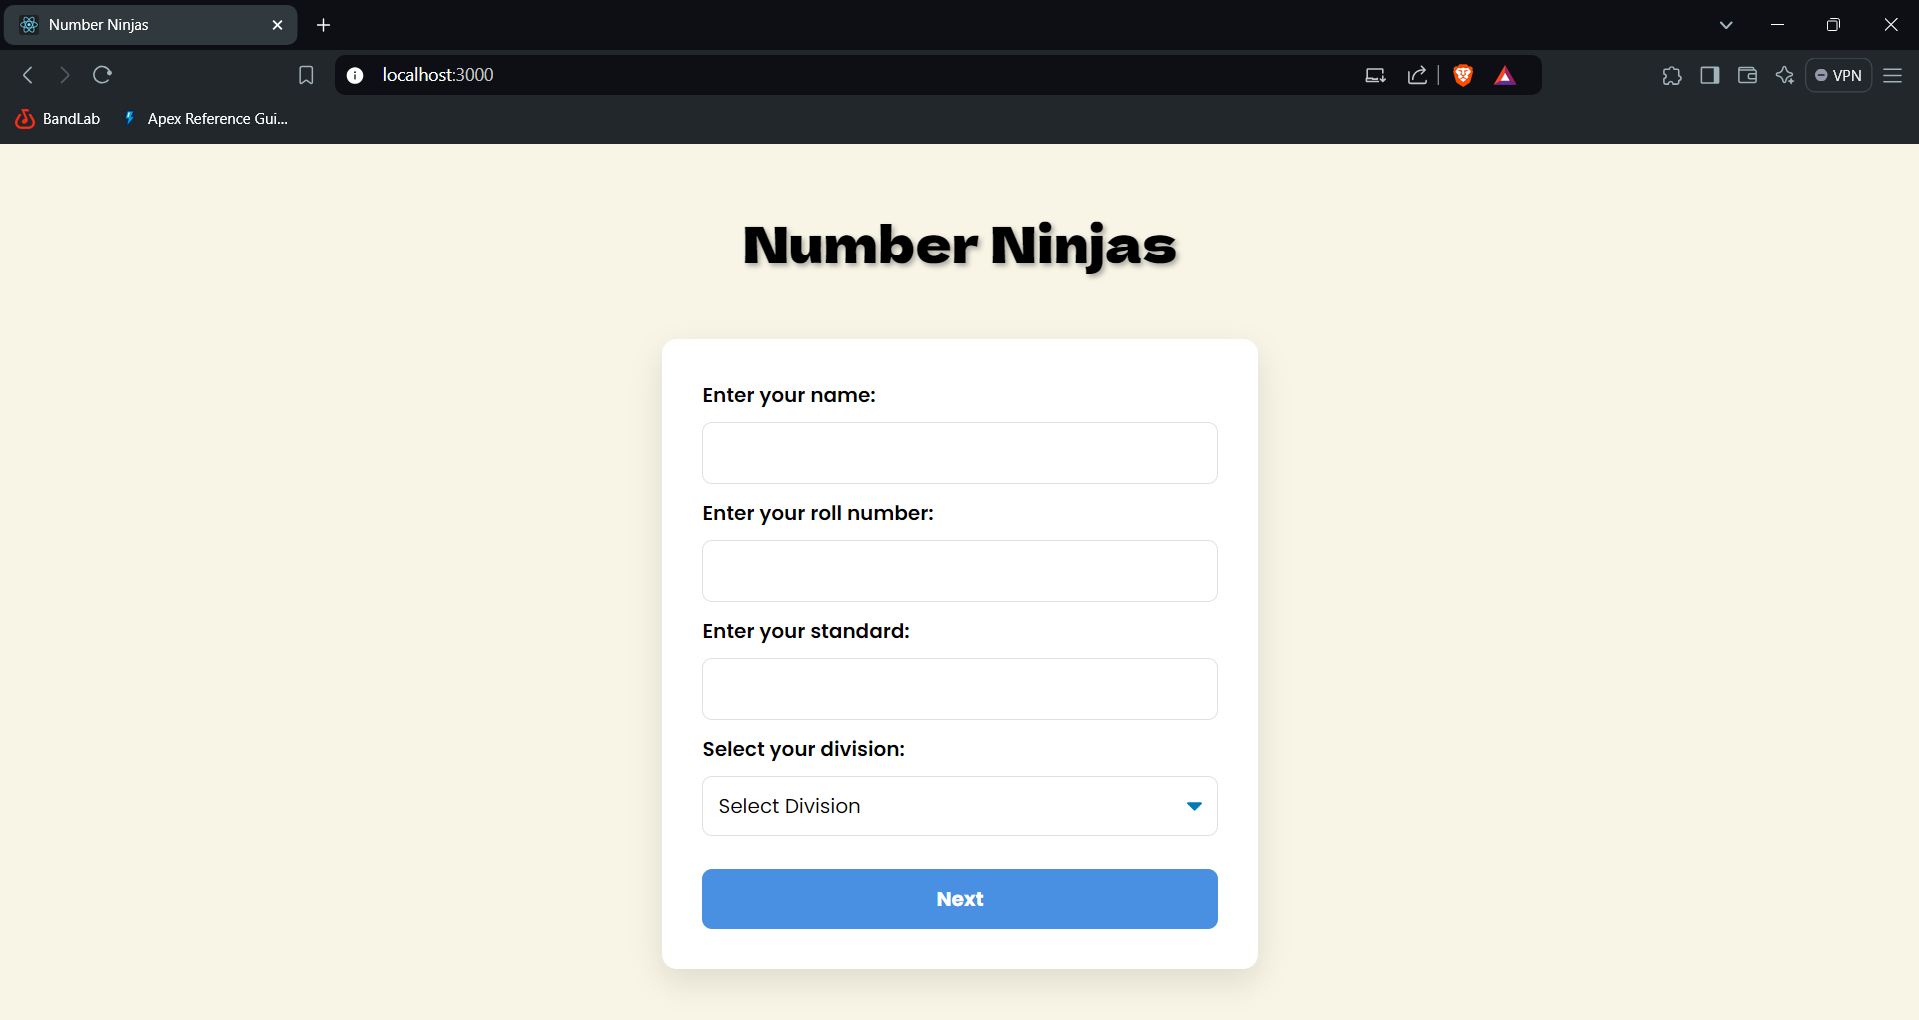 Number Ninjas
localhost:3000
VPN
BandLab
Apex Reference Gui...
Number Ninjas
Enter your name:
Enter your roll number:
Enter your standard:
Select your division:
Select Division
Next